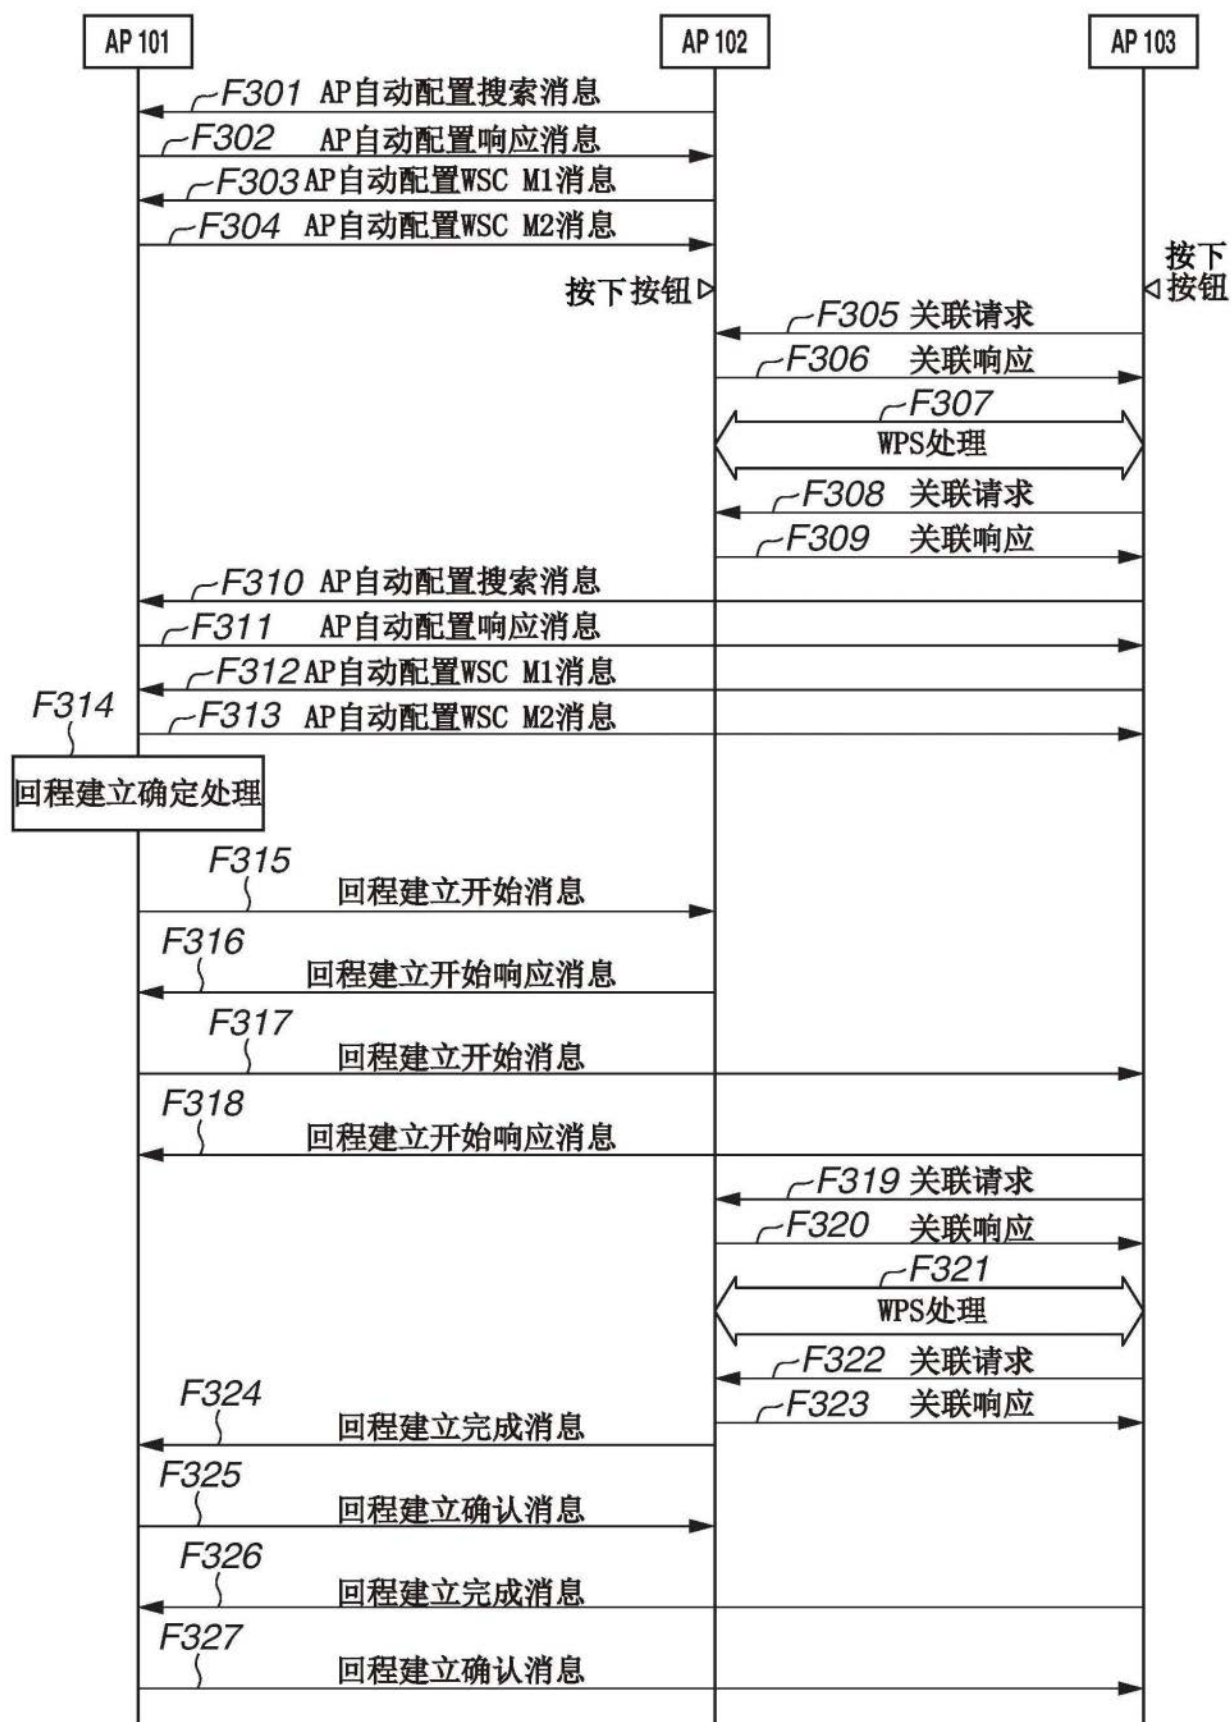 AP 101
AP 102
AP 103
F301 AP自动配置搜索消息
F302 AP自动配置响应消息
F303 AP自动配置WSC M1消息
F304 AP自动配置WSC M2消息
按下按钮
按下
按钮
F305 关联请求
F306 关联响应
F307
WPS处理
F308 关联请求
F309 关联响应
F310 AP自动配置搜索消息
F311 AP自动配置响应消息
F312 AP自动配置WSC M1消息
F313 AP自动配置WSC M2消息
F314
回程建立确定处理
F315
回程建立开始消息
F316
回程建立开始响应消息
F317
回程建立开始消息
F318
回程建立开始响应消息
F319 关联请求
F320 关联响应
F321
WPS处理
F322 关联请求
F323 关联响应
F324
回程建立完成消息
F325
回程建立确认消息
F326
回程建立完成消息
F327
回程建立确认消息